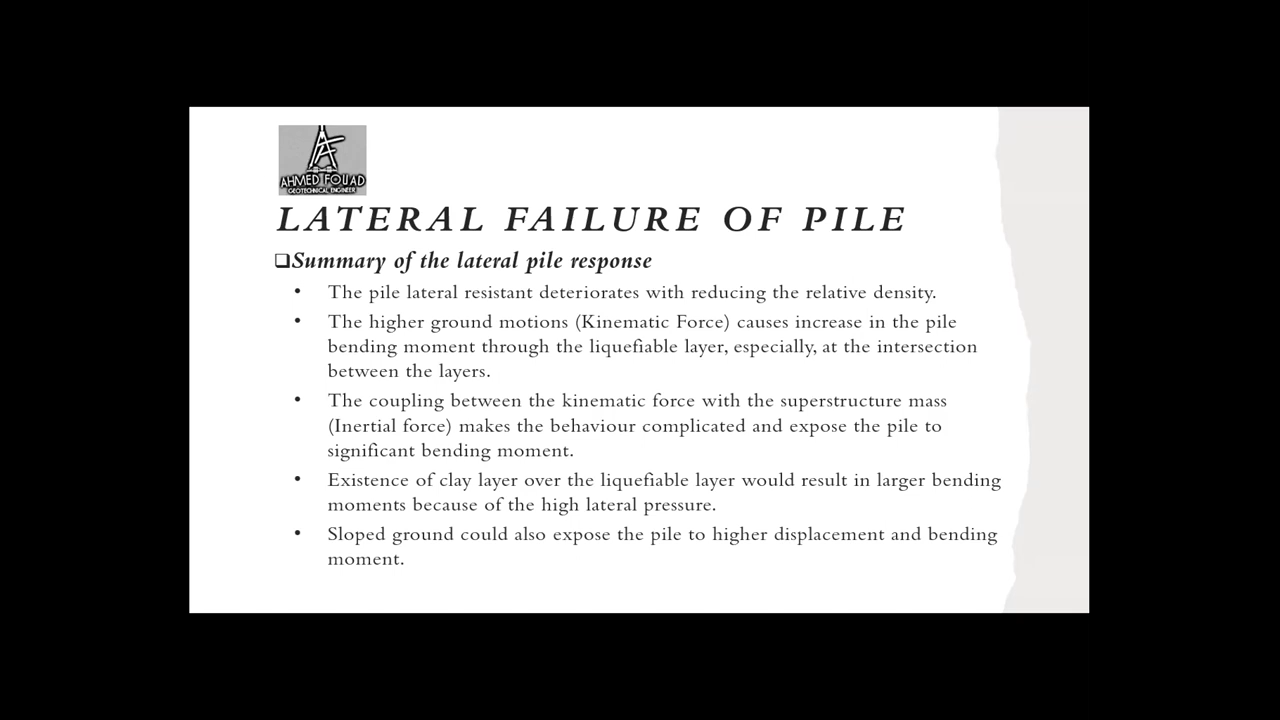 AHMED FOUAD
GEOTECHNICAL ENGINEER
LATERAL FAILURE OF PILE
❑Summary of the lateral pile response
• The pile lateral resistant deteriorates with reducing the relative density.
• The higher ground motions (Kinematic Force) causes increase in the pile
bending moment through the liquefiable layer, especially, at the intersection
between the layers.
• The coupling between the kinematic force with the superstructure mass
(Inertial force) makes the behaviour complicated and expose the pile to
significant bending moment.
• Existence of clay layer over the liquefiable layer would result in larger bending
moments because of the high lateral pressure.
• Sloped ground could also expose the pile to higher displacement and bending
moment.